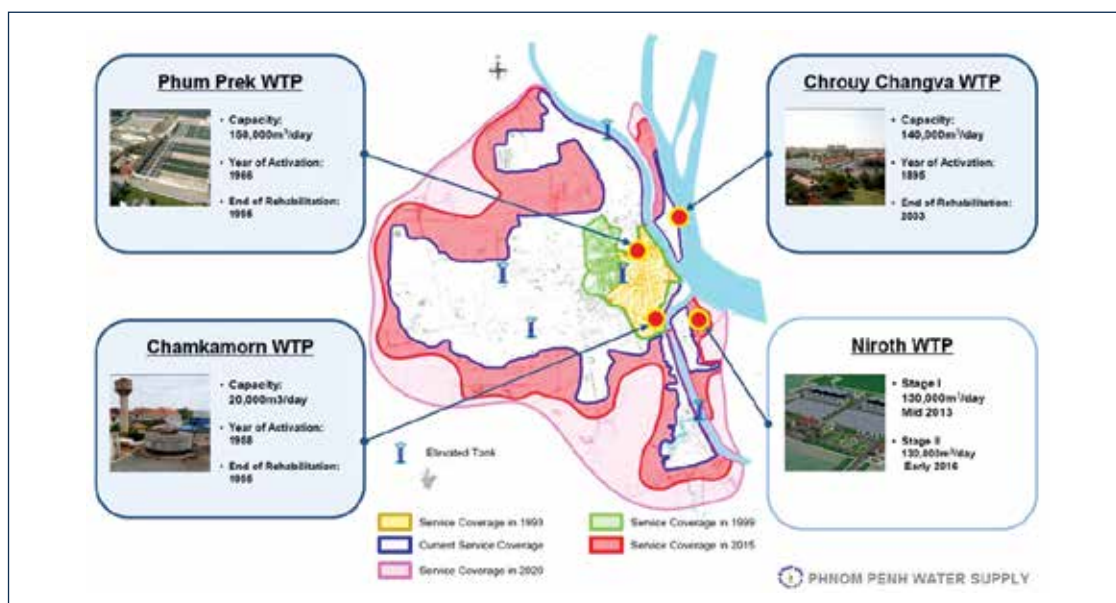 Phum Prek WTP
• Capacity:
150,000m³/day
• Year of Activation:
1966
• End of Rehabilitation:
1995
Chrouy Changva WTP
• Capacity:
140,000m³/day
• Year of Activation:
1895
• End of Rehabilitation:
2003
Chamkamorn WTP
• Capacity:
20,000m3/day
• Year of Activation:
1958
• End of Rehabilitation:
1995
Niroth WTP
• Stage I
130,000m³/day
Mid 2013
• Stage II
130,000m³/day
Early 2016
Elevated Tank
Service Coverage in 1993
Service Coverage in 1999
Current Service Coverage
Service Coverage in 2015
Service Coverage in 2020
PHNOM PENH WATER SUPPLY